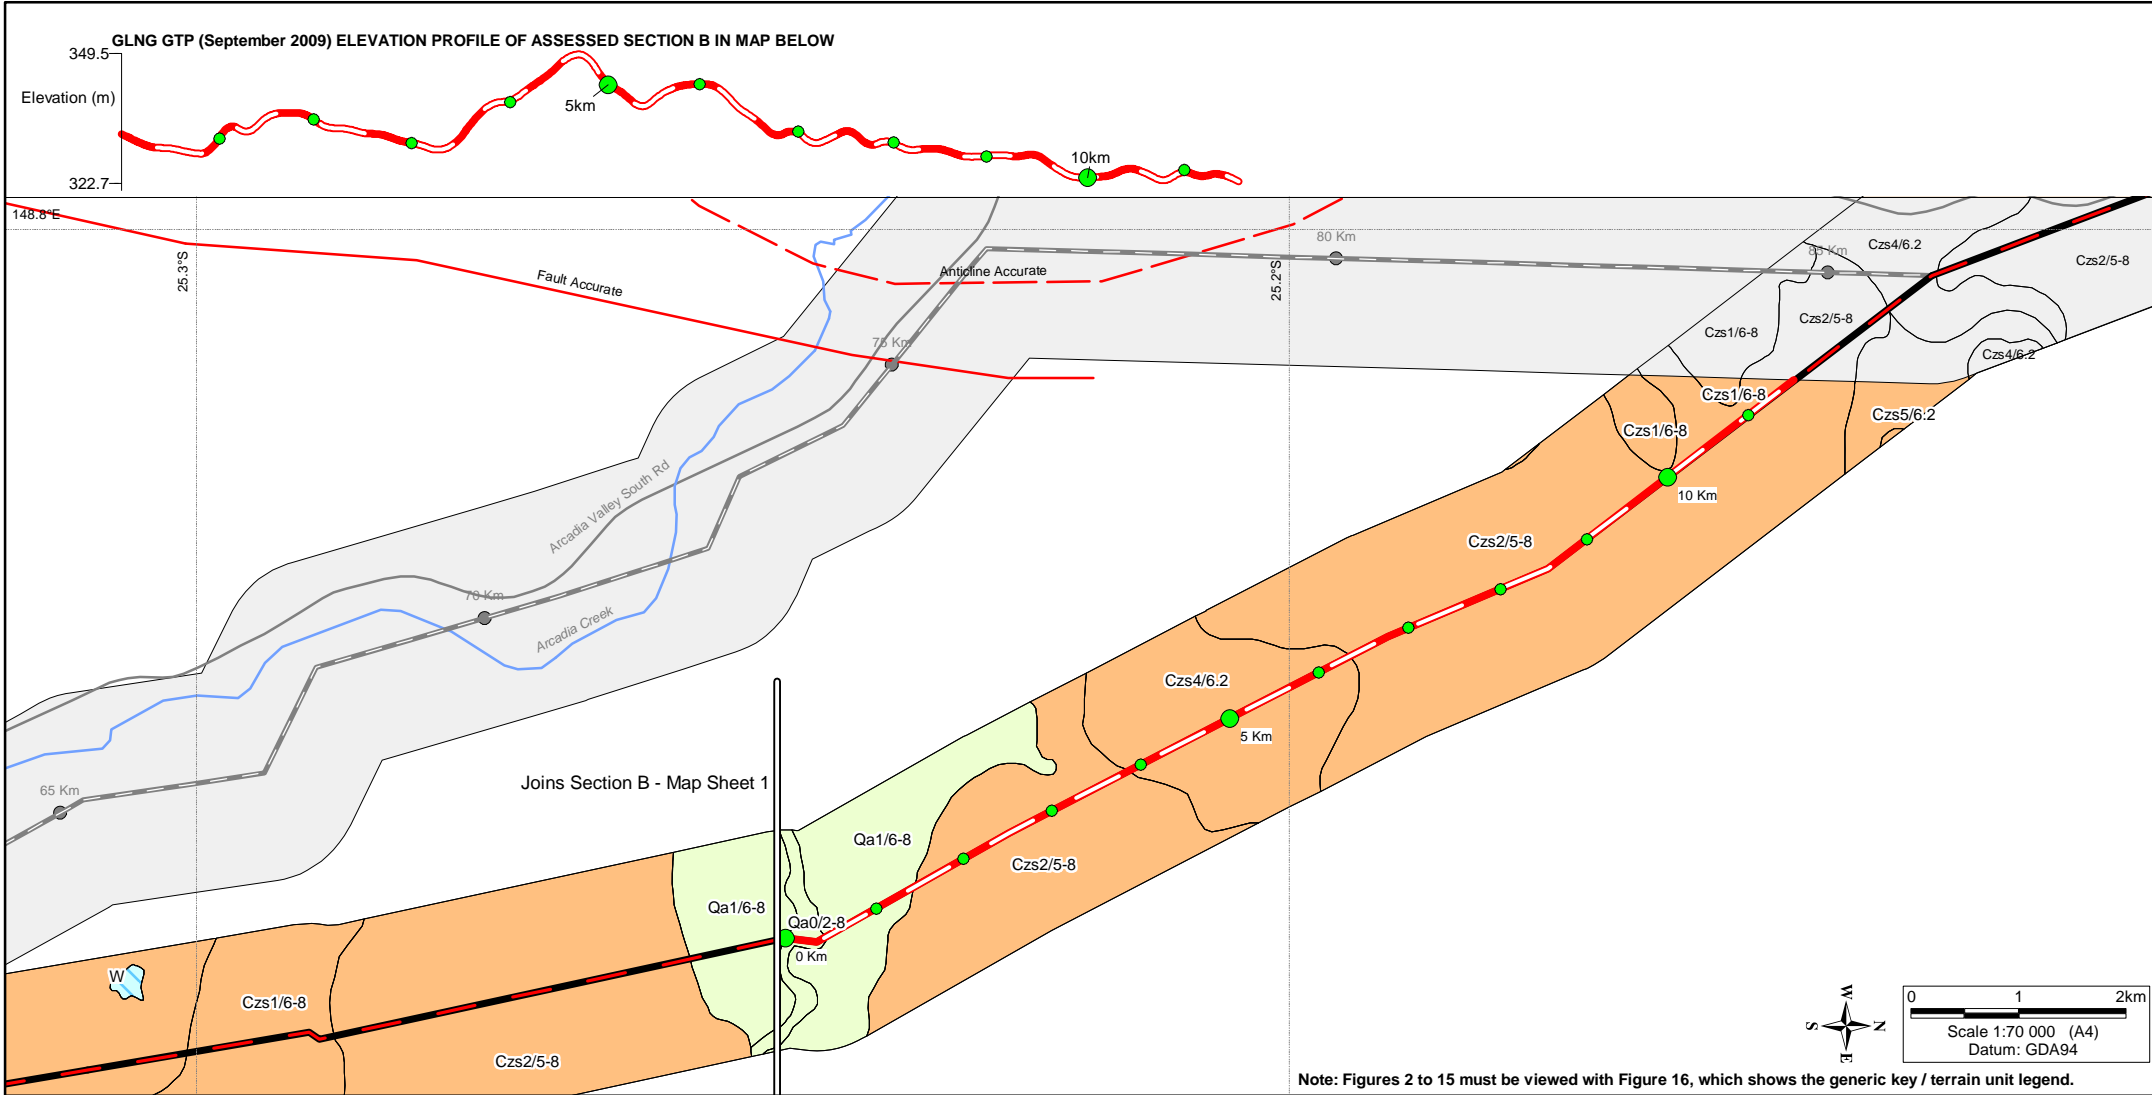 GLNG GTP (September 2009) ELEVATION PROFILE OF ASSESSED SECTION B IN MAP BELOW
349.5
Elevation (m)
322.7
5km
10km
148.8°E
25.3°S
Fault Accurate
Anticline Accurate
25.2°S
80 Km
85 Km
Czs4/6.2
Czs2/5-8
Czs1/6-8
Czs2/5-8
Czs4/6.2
75 Km
Czs1/6-8
Czs5/6.2
Czs1/6-8
10 Km
Arcadia Valley South Rd
Czs2/5-8
70 Km
Arcadia Creek
Czs4/6.2
5 Km
65 Km
Joins Section B - Map Sheet 1
Qa1/6-8
Czs2/5-8
Qa1/6-8
Qa0/2-8
0 Km
W
Czs1/6-8
Czs2/5-8
W
S
N
E
0
1
2km
Scale 1:70 000 (A4)
Datum: GDA94
Note: Figures 2 to 15 must be viewed with Figure 16, which shows the generic key / terrain unit legend.